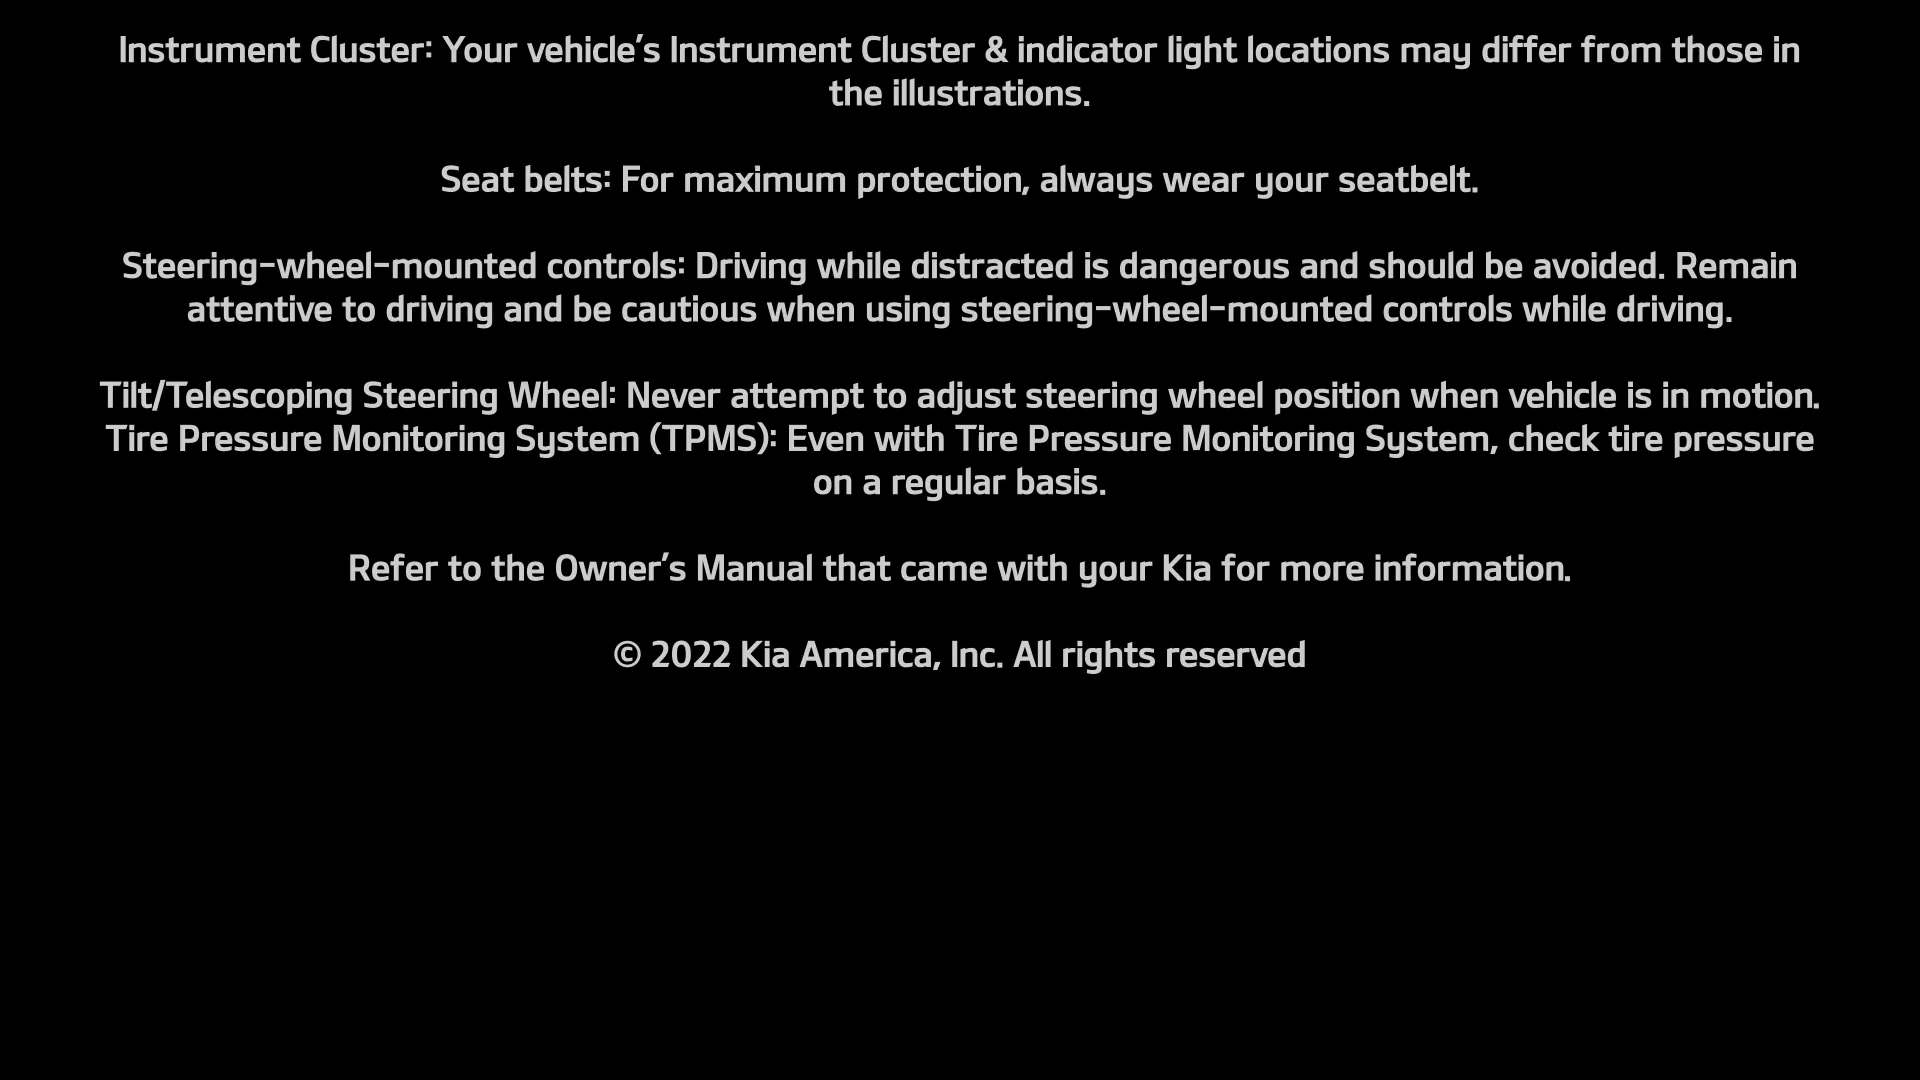 Instrument Cluster: Your vehicle's Instrument Cluster & indicator light locations may differ from those in
the illustrations.
Seat belts: For maximum protection, always wear your seatbelt.
Steering-wheel-mounted controls: Driving while distracted is dangerous and should be avoided. Remain
attentive to driving and be cautious when using steering-wheel-mounted controls while driving.
Tilt/Telescoping Steering Wheel: Never attempt to adjust steering wheel position when vehicle is in motion.
Tire Pressure Monitoring System (TPMS): Even with Tire Pressure Monitoring System, check tire pressure
on a regular basis.
Refer to the Owner's Manual that came with your Kia for more information.
© 2022 Kia America, Inc. All rights reserved